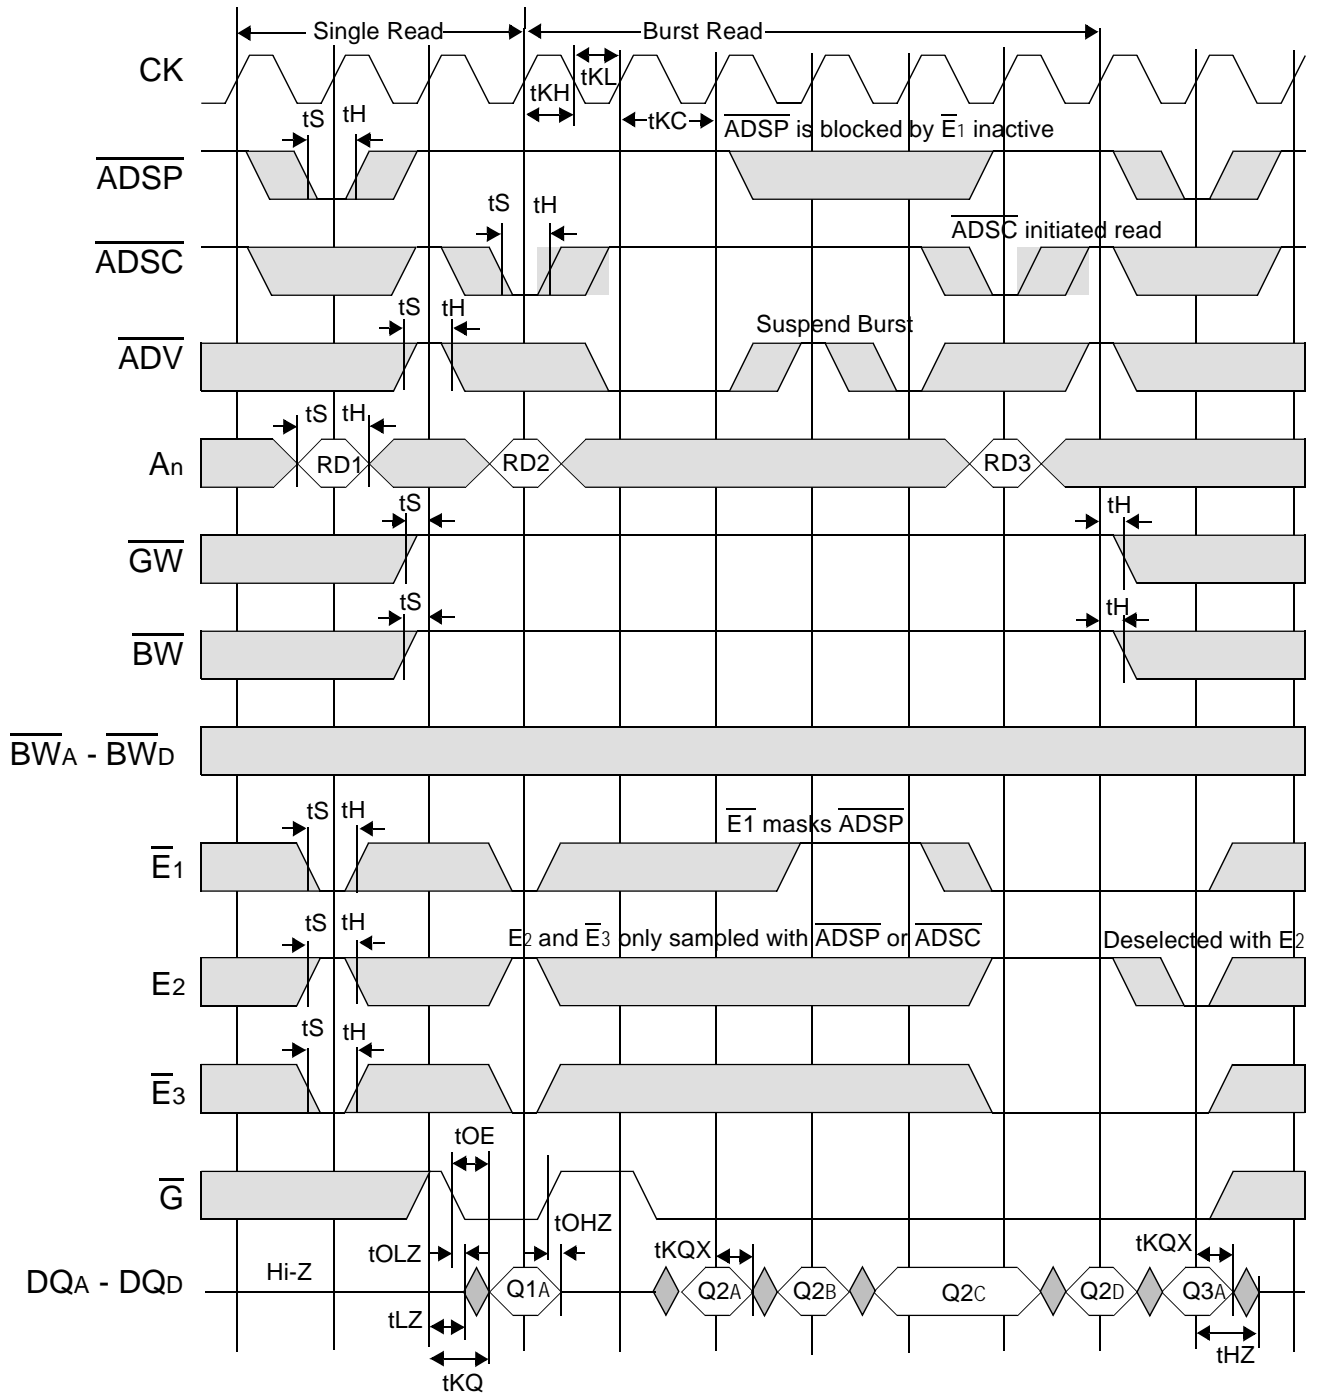 Single Read
Burst Read
CK
tKL
tKH
tS
tH
tKC
ADSP is blocked by E1 inactive
ADSP
tS
tH
ADSC initiated read
ADSC
tS
tH
Suspend Burst
ADV
tS
tH
An
RD1
RD2
RD3
tS
tH
GW
tS
tH
BW
BWA - BWD
tS
tH
E1 masks ADSP
E1
tS
tH
E2 and E3 only sampled with ADSP or ADSC
Deselected with E2
E2
tS
tH
E3
tOE
G
tOHZ
tOLZ
tKQX
tKQX
Hi-Z
DQA - DQD
Q1A
Q2A
Q2B
Q2C
Q2D
Q3A
tLZ
tHZ
tKQ